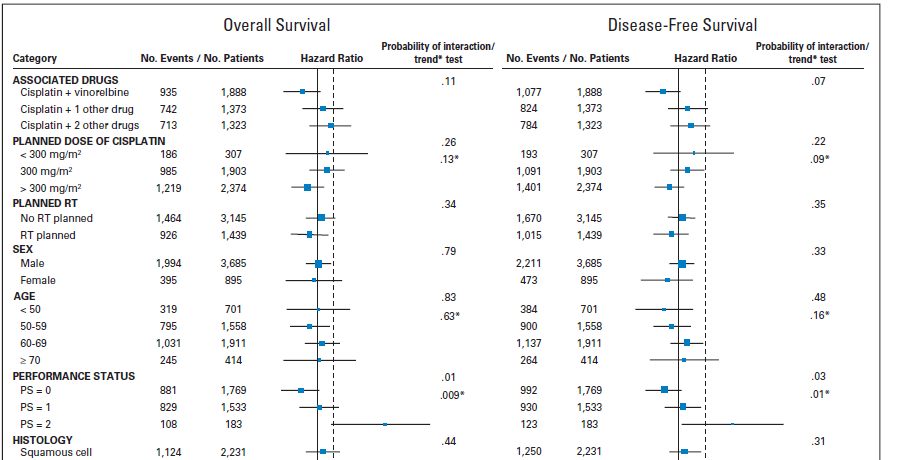 Overall Survival Disease-Free Survival
Probability of interaction/ Probability of interaction/
Category No. Events / No. Patients Hazard Ratio trend* test No. Events / No. Patients Hazard Ratio trend* test
ASSOCIATED DRUGS .11 .07
Cisplatin + vinorelbine 935 1,888 1,077 1,888
Cisplatin + 1 other drug 742 1,373 824 1,373
Cisplatin + 2 other drugs 713 1,323 784 1,323
PLANNED DOSE OF CISPLATIN .26 .22
< 300 mg/m² 186 307 .13* 193 307 .09*
300 mg/m² 985 1,903 1,091 1,903
> 300 mg/m² 1,219 2,374 1,401 2,374
PLANNED RT .34 .35
No RT planned 1,464 3,145 1,670 3,145
RT planned 926 1,439 1,015 1,439
SEX .79 .33
Male 1,994 3,685 2,211 3,685
Female 395 895 473 895
AGE .83 .48
< 50 319 701 .63* 384 701 .16*
50-59 795 1,558 900 1,558
60-69 1,031 1,911 1,137 1,911
≥ 70 245 414 264 414
PERFORMANCE STATUS .01 .03
PS = 0 881 1,769 .009* 992 1,769 .01*
PS = 1 829 1,533 930 1,533
PS = 2 108 183 123 183
HISTOLOGY .44 .31
Squamous cell 1,124 2,231 1,250 2,231